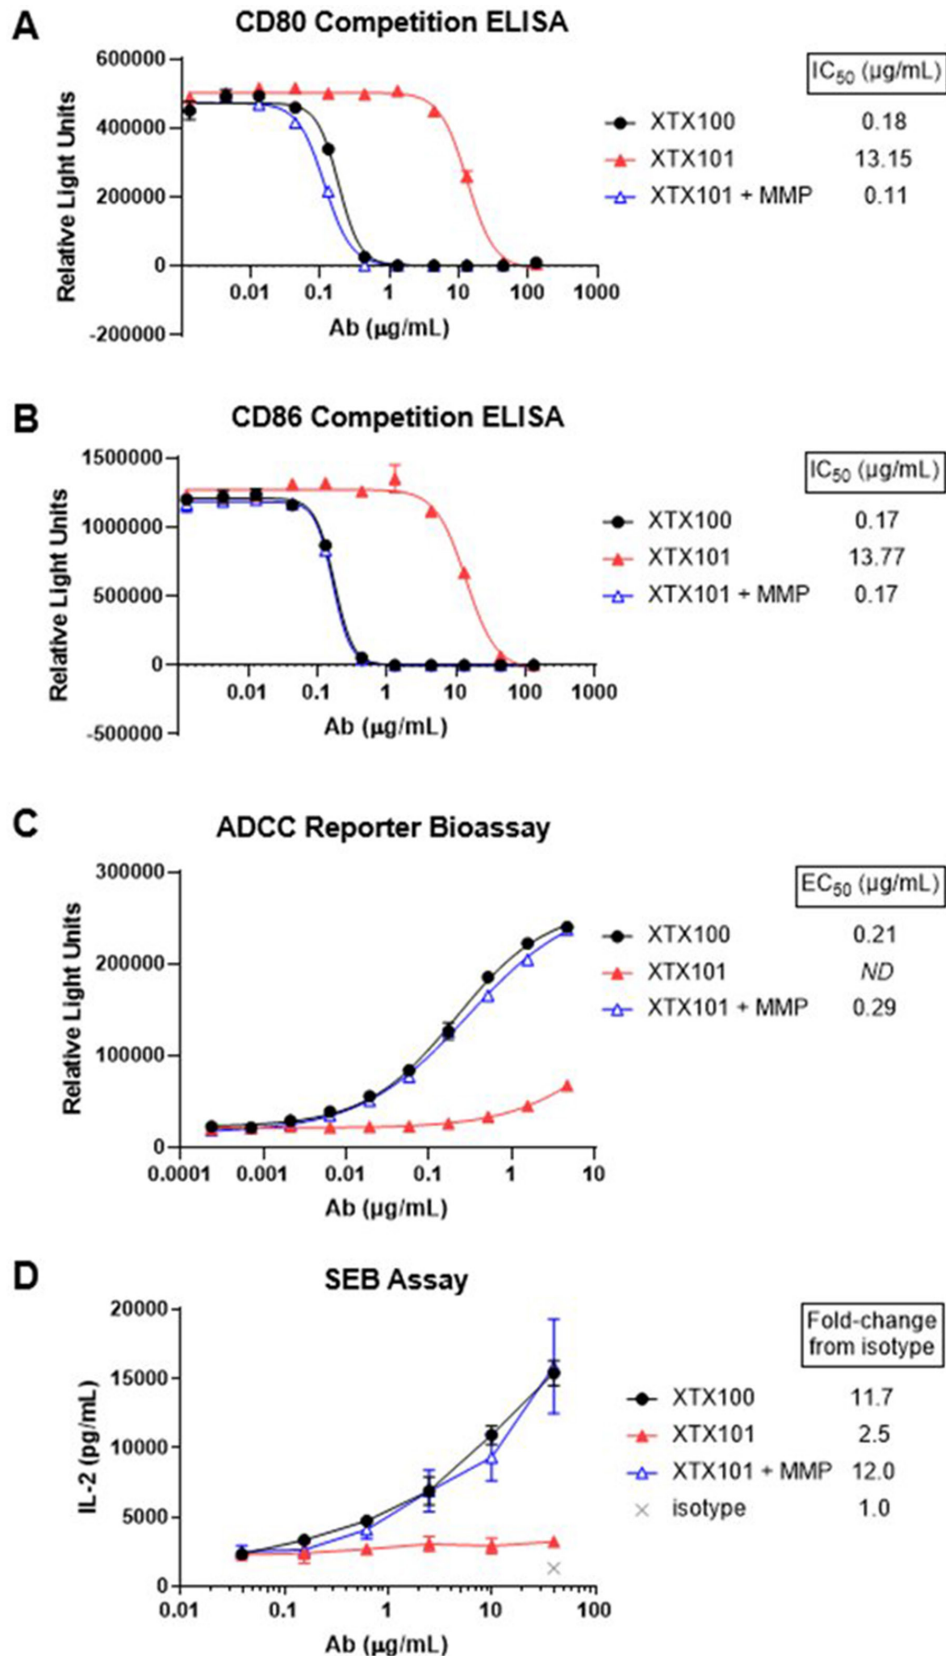 A
CD80 Competition ELISA
Relative Light Units
600000
400000
200000
0
-200000
0.01 0.1 1 10 100 1000
Ab (µg/mL)
IC50 (µg/mL)
XTX100 0.18
XTX101 13.15
XTX101 + MMP 0.11
B
CD86 Competition ELISA
Relative Light Units
1500000
1000000
500000
0
-500000
0.01 0.1 1 10 100 1000
Ab (µg/mL)
IC50 (µg/mL)
XTX100 0.17
XTX101 13.77
XTX101 + MMP 0.17
C
ADCC Reporter Bioassay
Relative Light Units
300000
200000
100000
0
0.0001 0.001 0.01 0.1 1 10
Ab (µg/mL)
EC50 (µg/mL)
XTX100 0.21
XTX101 ND
XTX101 + MMP 0.29
D
SEB Assay
IL-2 (pg/mL)
20000
15000
10000
5000
0
0.01 0.1 1 10 100
Ab (µg/mL)
Fold-change
from isotype
XTX100 11.7
XTX101 2.5
XTX101 + MMP 12.0
isotype 1.0